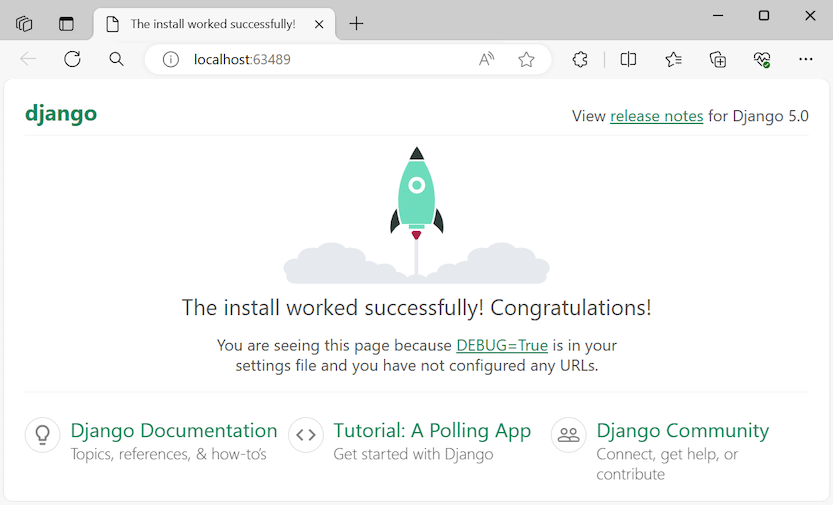 The install worked successfully!
localhost:63489
django
View release notes for Django 5.0
The install worked successfully! Congratulations!
You are seeing this page because DEBUG=True is in your
settings file and you have not configured any URLs.
Django Documentation
Topics, references, & how-to's
Tutorial: A Polling App
Get started with Django
Django Community
Connect, get help, or
contribute